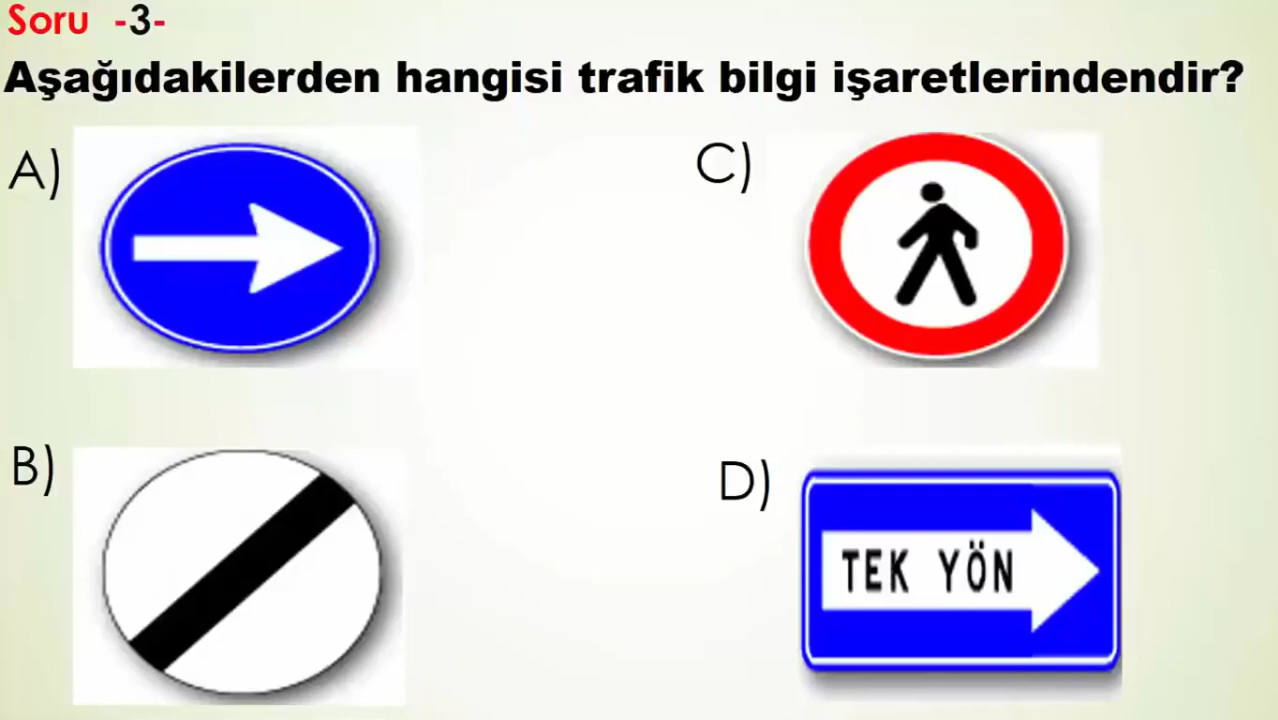 Soru -3-
Aşağıdakilerden hangisi trafik bilgi işaretlerindendir?
A)
C)
B)
D)
TEK YÖN